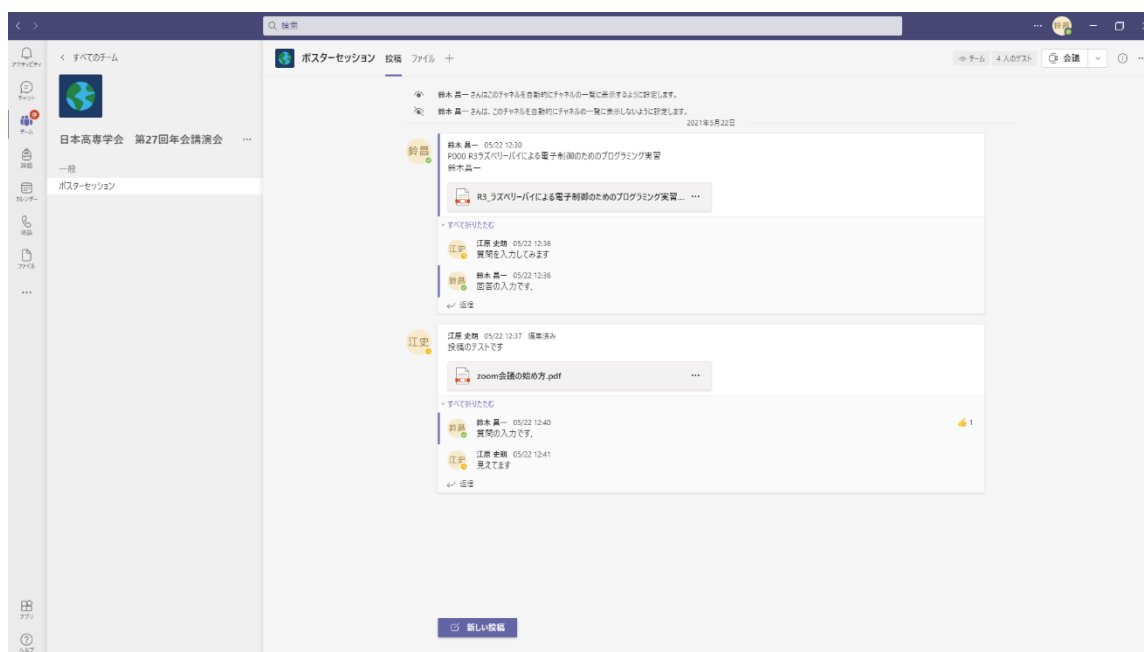 検索
鈴昌
アクティビティ
チャット
チーム
課題
カレンダー
通話
ファイル
アプリ
ヘルプ
すべてのチーム
日本高専学会 第27回年会講演会
一般
ポスターセッション
ポスターセッション 投稿 ファイル
チーム 4人のゲスト 会議
鈴木 昌一さんはこのチャネルを自動的にチャネルの一覧に表示するように設定します。
鈴木 昌一さんは、このチャネルを自動的にチャネルの一覧に表示しないように設定します。
2021年5月22日
鈴昌
鈴木 昌一 05/22 12:30
P000 R3ラズベリーパイによる電子制御のためのプログラミング実習
鈴木昌一
R3_ラズベリーパイによる電子制御のためのプログラミング実習...
すべて折りたたむ
江史
江原 史朗 05/22 12:36
質問を入力してみます
鈴昌
鈴木 昌一 05/22 12:36
回答の入力です.
返信
江史
江原 史朗 05/22 12:37 編集済み
投稿のテストです
zoom会議の始め方.pdf
すべて折りたたむ
鈴昌
鈴木 昌一 05/22 12:40
質問の入力です.
1
江史
江原 史朗 05/22 12:41
見えてます
返信
新しい投稿